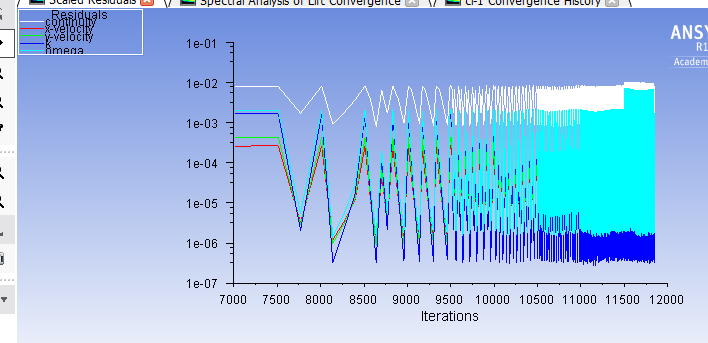 Scaled Residuals
Spectral Analysis of Lift Convergence
cl-1 Convergence History
Residuals
continuity
x-velocity
y-velocity
k
omega
ANSY
R1
Academ
1e-01
1e-02
1e-03
1e-04
1e-05
1e-06
1e-07
7000 7500 8000 8500 9000 9500 10000 10500 11000 11500 12000
Iterations